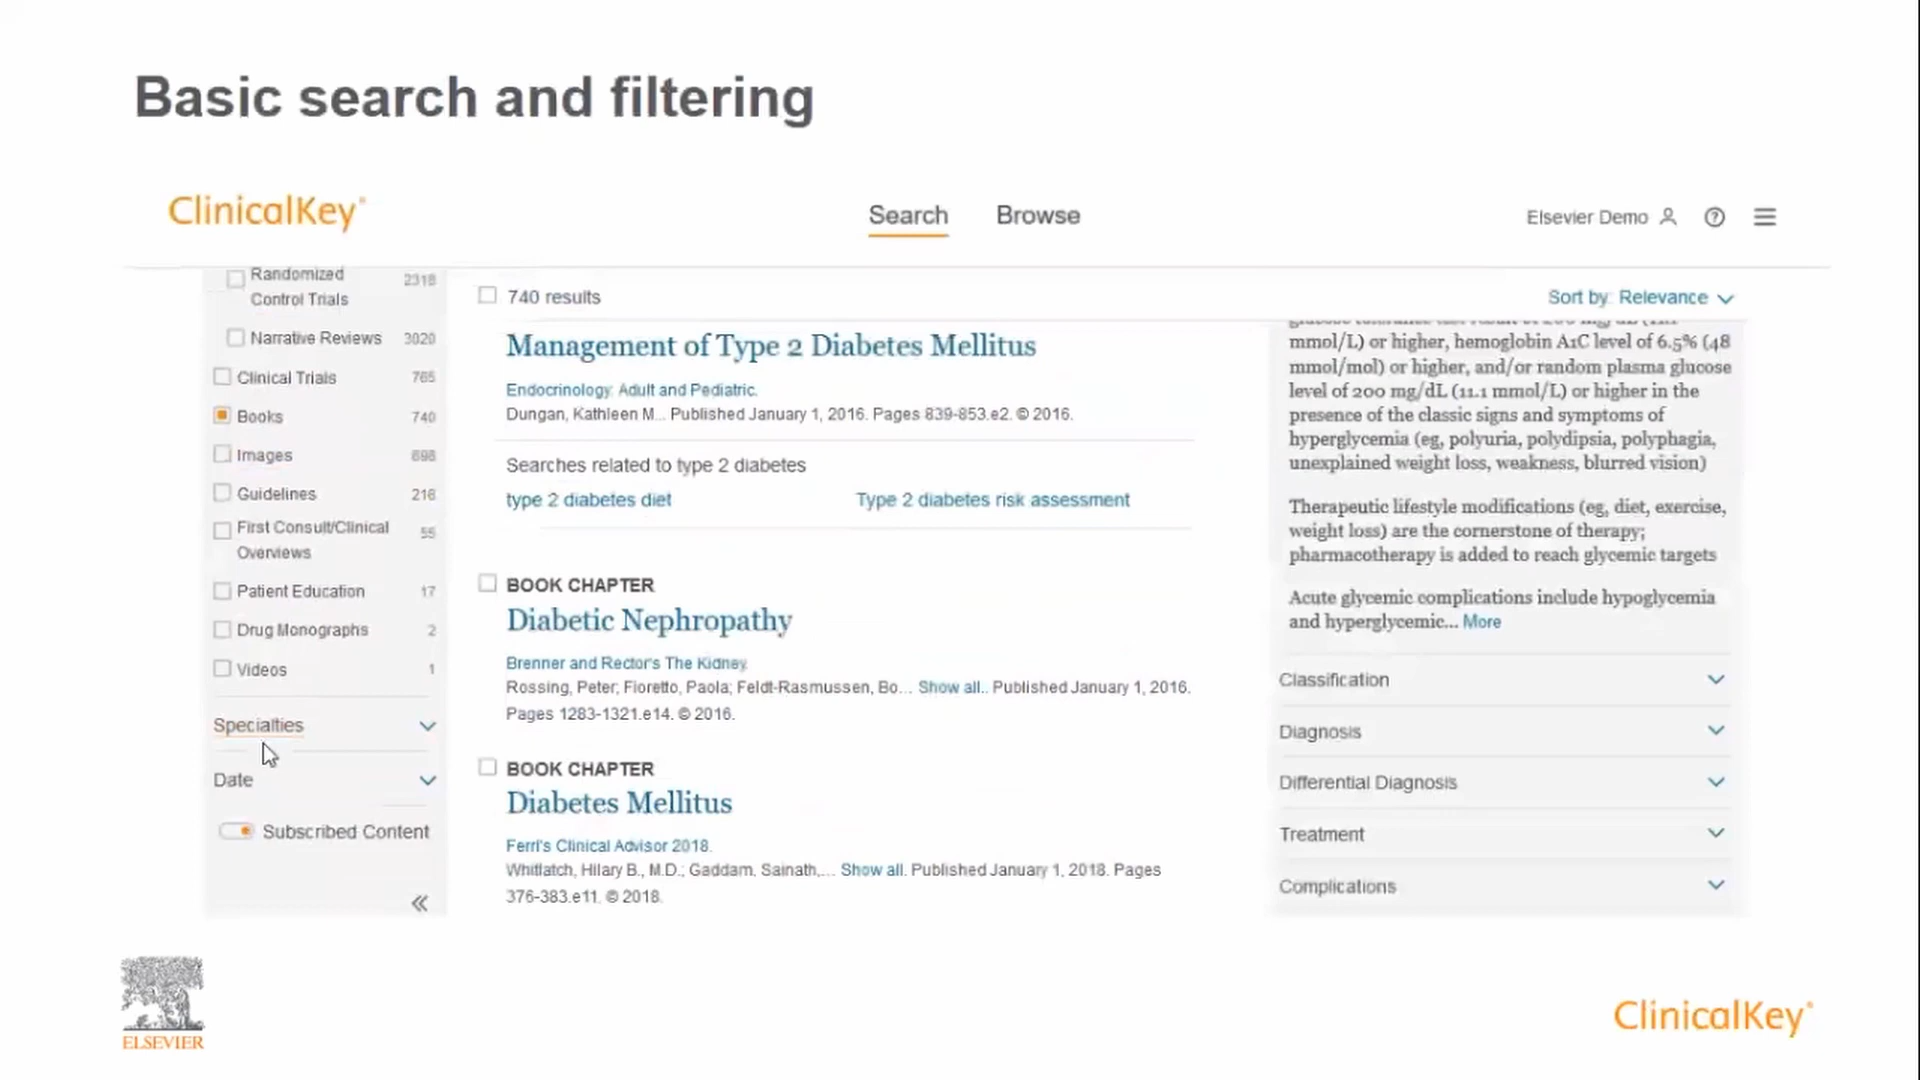 Basic search and filtering
ClinicalKey®
Search
Browse
Elsevier Demo
Randomized
Control Trials
2318
Narrative Reviews
3020
Clinical Trials
765
Books
740
Images
698
Guidelines
216
First Consult/Clinical
Overviews
55
Patient Education
17
Drug Monographs
2
Videos
1
Specialties
Date
Subscribed Content
740 results
Sort by: Relevance
Management of Type 2 Diabetes Mellitus
Endocrinology: Adult and Pediatric.
Dungan, Kathleen M... Published January 1, 2016. Pages 839-853.e2. © 2016.
Searches related to type 2 diabetes
type 2 diabetes diet
Type 2 diabetes risk assessment
BOOK CHAPTER
Diabetic Nephropathy
Brenner and Rector's The Kidney.
Rossing, Peter; Fioretto, Paola; Feldt-Rasmussen, Bo... Show all.. Published January 1, 2016.
Pages 1283-1321.e14. © 2016.
BOOK CHAPTER
Diabetes Mellitus
Ferri's Clinical Advisor 2018.
Whitlatch, Hilary B., M.D.; Gaddam, Sainath,... Show all. Published January 1, 2018. Pages
376-383.e11. © 2018.
mmol/L) or higher, hemoglobin A1C level of 6.5% (48
mmol/mol) or higher, and/or random plasma glucose
level of 200 mg/dL (11.1 mmol/L) or higher in the
presence of the classic signs and symptoms of
hyperglycemia (eg, polyuria, polydipsia, polyphagia,
unexplained weight loss, weakness, blurred vision)
Therapeutic lifestyle modifications (eg, diet, exercise,
weight loss) are the cornerstone of therapy;
pharmacotherapy is added to reach glycemic targets
Acute glycemic complications include hypoglycemia
and hyperglycemic... More
Classification
Diagnosis
Differential Diagnosis
Treatment
Complications
ELSEVIER
ClinicalKey®